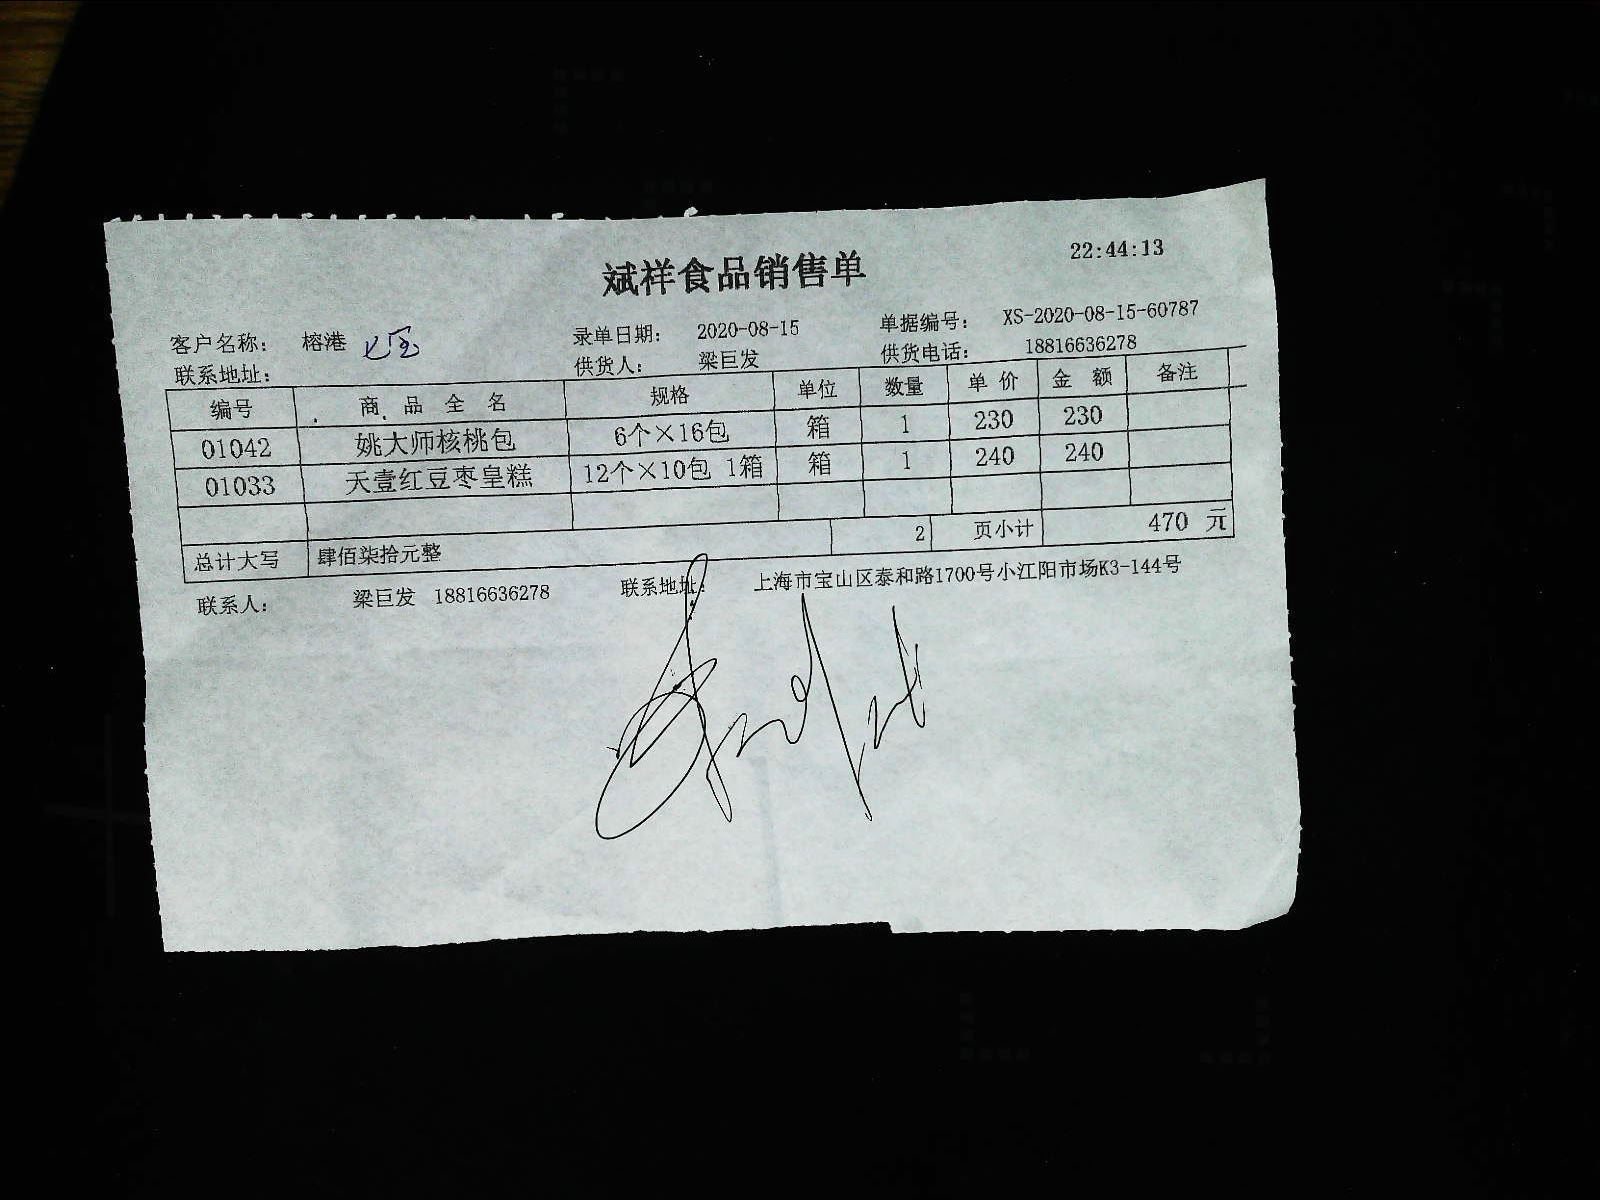 22:44:13
斌祥食品销售单
客户名称： 榕港 录单日期： 2020-08-15 单据编号： XS-2020-08-15-60787
联系地址： 供货人： 梁巨发 供货电话： 18816636278
编号 商 品 全 名 规格 单位 数量 单 价 金 额 备注
01042 姚大师核桃包 6个×16包 箱 1 230 230
01033 天壹红豆枣皇糕 12个×10包 1箱 箱 1 240 240
总计大写 肆佰柒拾元整 2 页小计 470 元
联系人： 梁巨发 18816636278 联系地址： 上海市宝山区泰和路1700号小江阳市场K3-144号